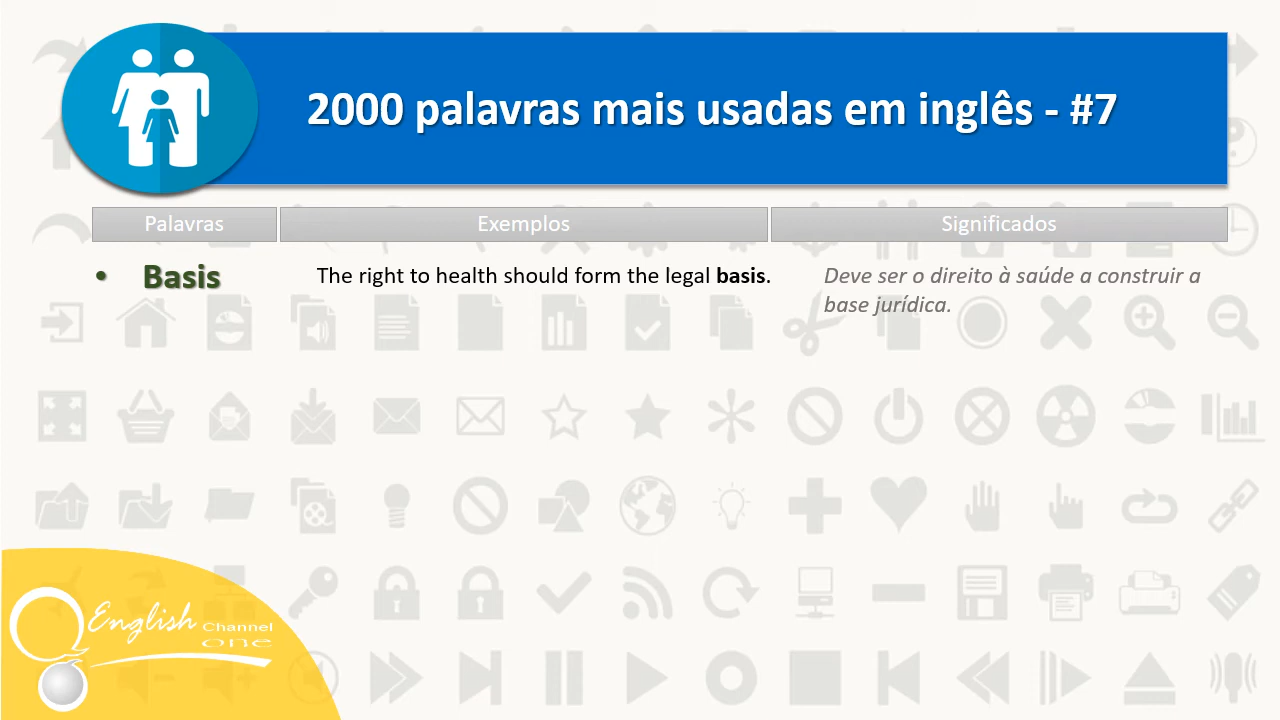 2000 palavras mais usadas em inglês - #7
Palavras Exemplos Significados
• Basis The right to health should form the legal basis. Deve ser o direito à saúde a construir a
base jurídica.
English Channel
one